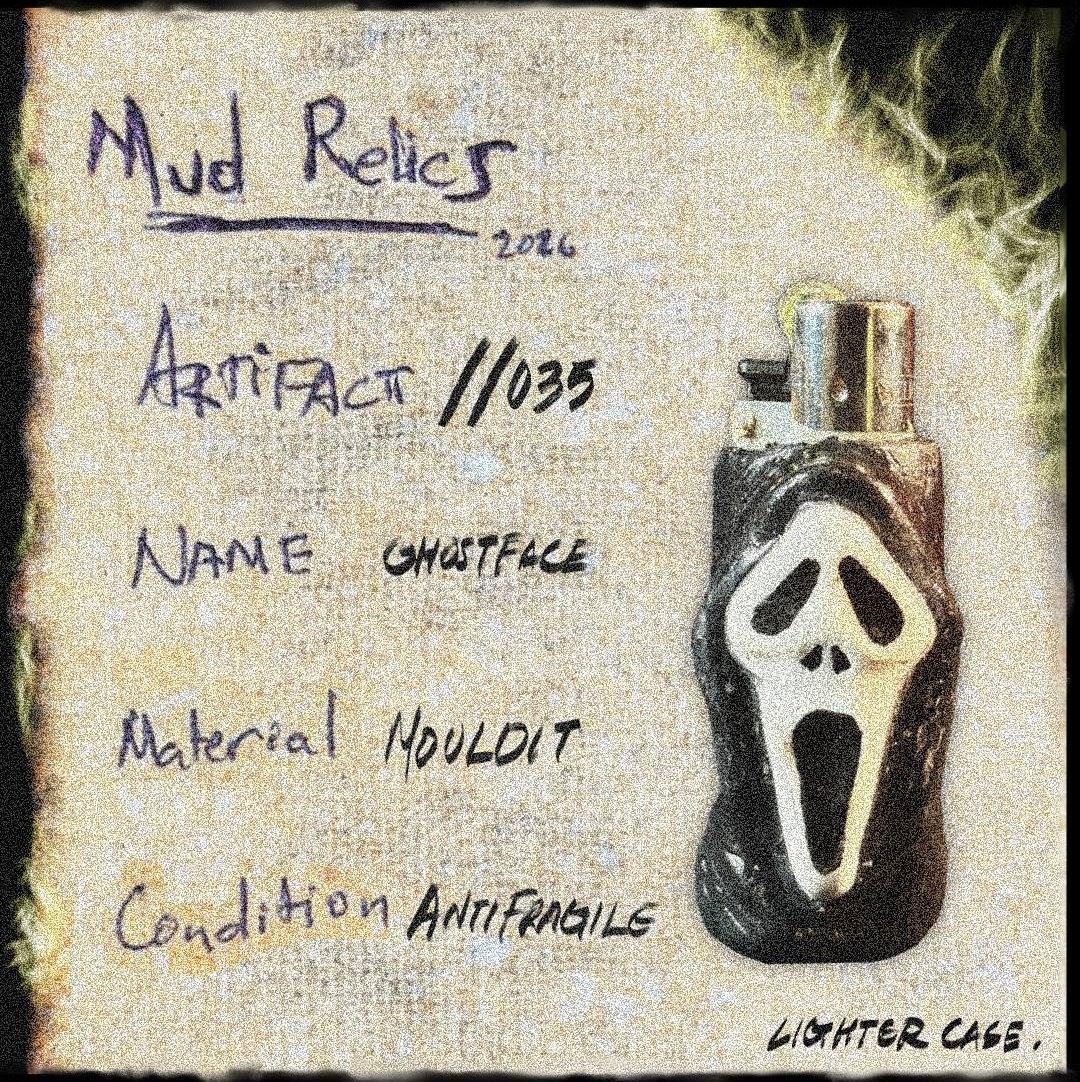 Mud Relics
2026
ARTiFACT //035
NAME GHOSTFACE
Material MOULDIT
Condition ANTIFRAGILE
LIGHTER CASE.